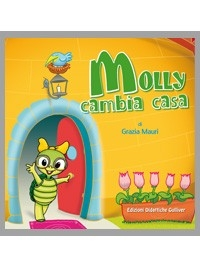 MOLLY
cambia casa
di
Grazia Mauri
Edizioni Didattiche Gulliver